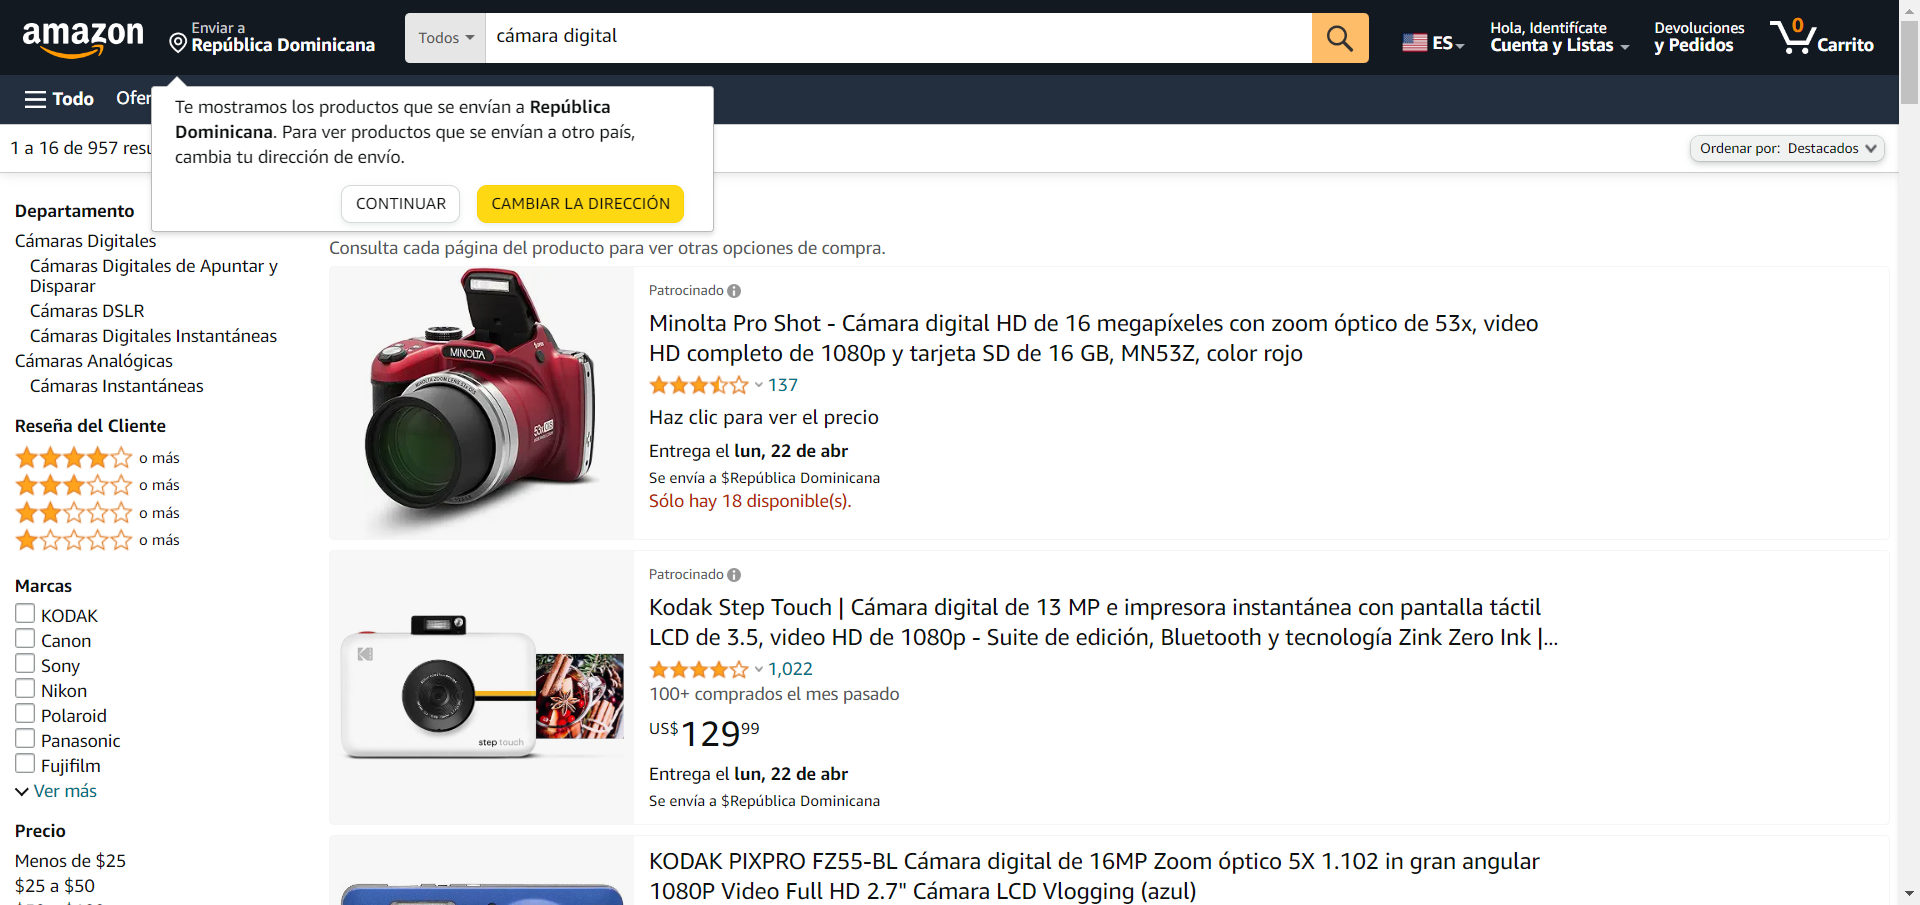 amazon
Enviar a
República Dominicana
Todos
cámara digital
ES
Hola, Identifícate
Cuenta y Listas
Devoluciones
y Pedidos
0
Carrito
Todo
Te mostramos los productos que se envían a República
Dominicana. Para ver productos que se envían a otro país,
cambia tu dirección de envío.
CONTINUAR
CAMBIAR LA DIRECCIÓN
1 a 16 de 957
Ordenar por: Destacados
Departamento
Cámaras Digitales
Cámaras Digitales de Apuntar y
Disparar
Cámaras DSLR
Cámaras Digitales Instantáneas
Cámaras Analógicas
Cámaras Instantáneas
Reseña del Cliente
o más
o más
o más
o más
Marcas
KODAK
Canon
Sony
Nikon
Polaroid
Panasonic
Fujifilm
Ver más
Precio
Menos de $25
$25 a $50
Consulta cada página del producto para ver otras opciones de compra.
MINOLTA
53x
Patrocinado
Minolta Pro Shot - Cámara digital HD de 16 megapíxeles con zoom óptico de 53x, video
HD completo de 1080p y tarjeta SD de 16 GB, MN53Z, color rojo
137
Haz clic para ver el precio
Entrega el lun, 22 de abr
Se envía a $República Dominicana
Sólo hay 18 disponible(s).
step touch
Patrocinado
Kodak Step Touch | Cámara digital de 13 MP e impresora instantánea con pantalla táctil
LCD de 3.5, video HD de 1080p - Suite de edición, Bluetooth y tecnología Zink Zero Ink |...
1,022
100+ comprados el mes pasado
US$12999
Entrega el lun, 22 de abr
Se envía a $República Dominicana
KODAK PIXPRO FZ55-BL Cámara digital de 16MP Zoom óptico 5X 1.102 in gran angular
1080P Video Full HD 2.7" Cámara LCD Vlogging (azul)